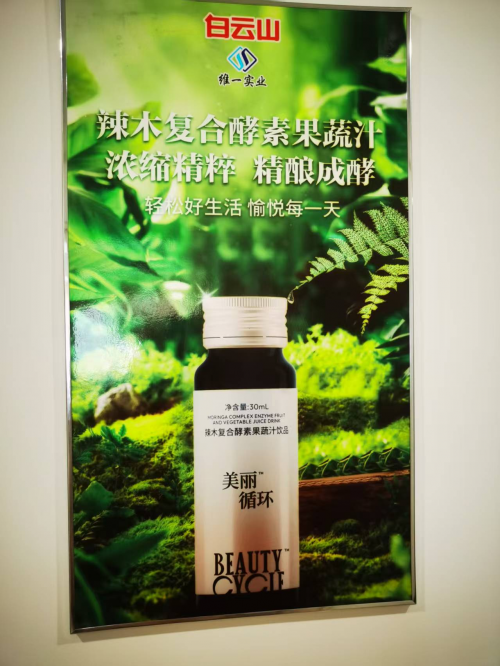 白云山
维一实业
辣木复合酵素果蔬汁
浓缩精粹 精酿成酵
轻松好生活 愉悦每一天
净含量:30mL
MORINGA COMPLEX ENZYME FRUIT
AND VEGETABLE JUICE DRINK
辣木复合酵素果蔬汁饮品
美丽™
循环
BEAUTY™
CYCLE